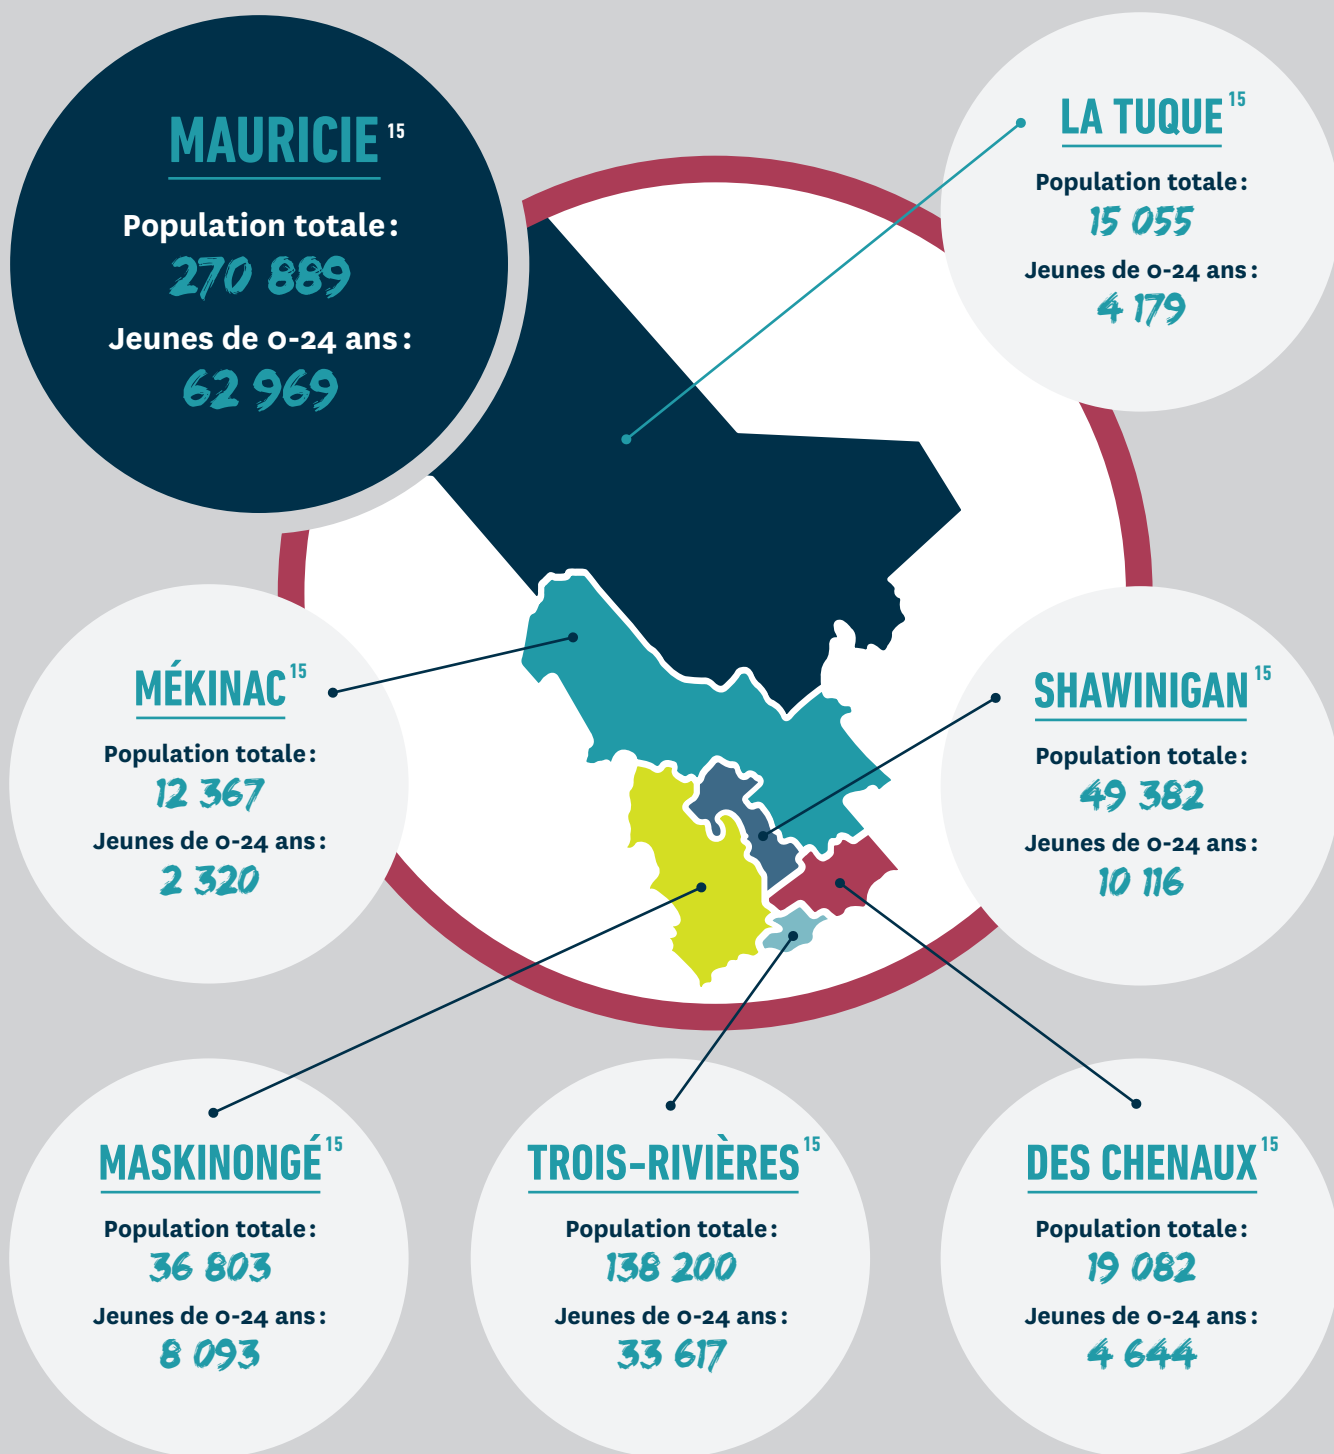 MAURICIE 15
Population totale :
270 889
Jeunes de 0-24 ans :
62 969
LA TUQUE 15
Population totale :
15 055
Jeunes de 0-24 ans :
4 179
MÉKINAC 15
Population totale :
12 367
Jeunes de 0-24 ans :
2 320
SHAWINIGAN 15
Population totale :
49 382
Jeunes de 0-24 ans :
10 116
MASKINONGÉ 15
Population totale :
36 803
Jeunes de 0-24 ans :
8 093
TROIS-RIVIÈRES 15
Population totale :
138 200
Jeunes de 0-24 ans :
33 617
DES CHENAUX 15
Population totale :
19 082
Jeunes de 0-24 ans :
4 644